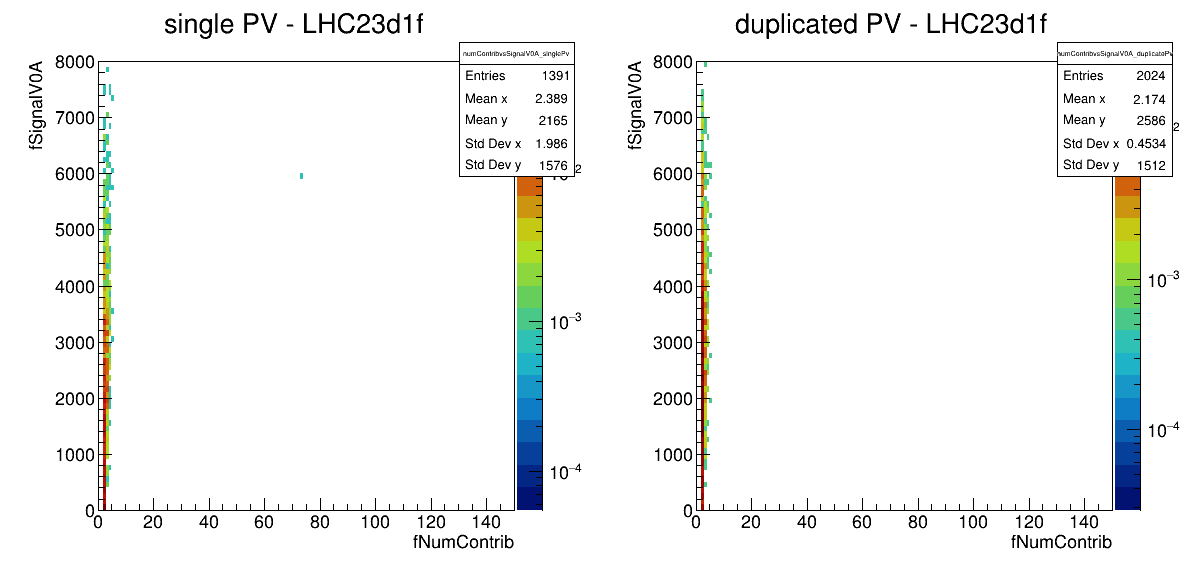 single PV - LHC23d1f
fSignalV0A
8000
7000
6000
5000
4000
3000
2000
1000
0
0 20 40 60 80 100 120 140
fNumContrib
numContribvsSignalV0A_singlePv
Entries 1391
Mean x 2.389
Mean y 2165
Std Dev x 1.986
Std Dev y 1576
10⁻³
10⁻⁴
duplicated PV - LHC23d1f
fSignalV0A
8000
7000
6000
5000
4000
3000
2000
1000
0
0 20 40 60 80 100 120 140
fNumContrib
numContribvsSignalV0A_duplicatePv
Entries 2024
Mean x 2.174
Mean y 2586
Std Dev x 0.4534
Std Dev y 1512
2
10⁻³
10⁻⁴